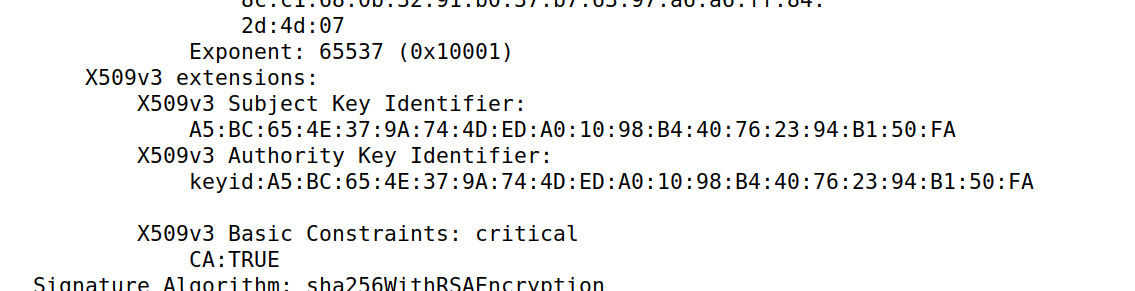 2d:4d:07
Exponent: 65537 (0x10001)
X509v3 extensions:
X509v3 Subject Key Identifier:
A5:BC:65:4E:37:9A:74:4D:ED:A0:10:98:B4:40:76:23:94:B1:50:FA
X509v3 Authority Key Identifier:
keyid:A5:BC:65:4E:37:9A:74:4D:ED:A0:10:98:B4:40:76:23:94:B1:50:FA
X509v3 Basic Constraints: critical
CA:TRUE
Signature Algorithm: sha256WithRSAEncryption